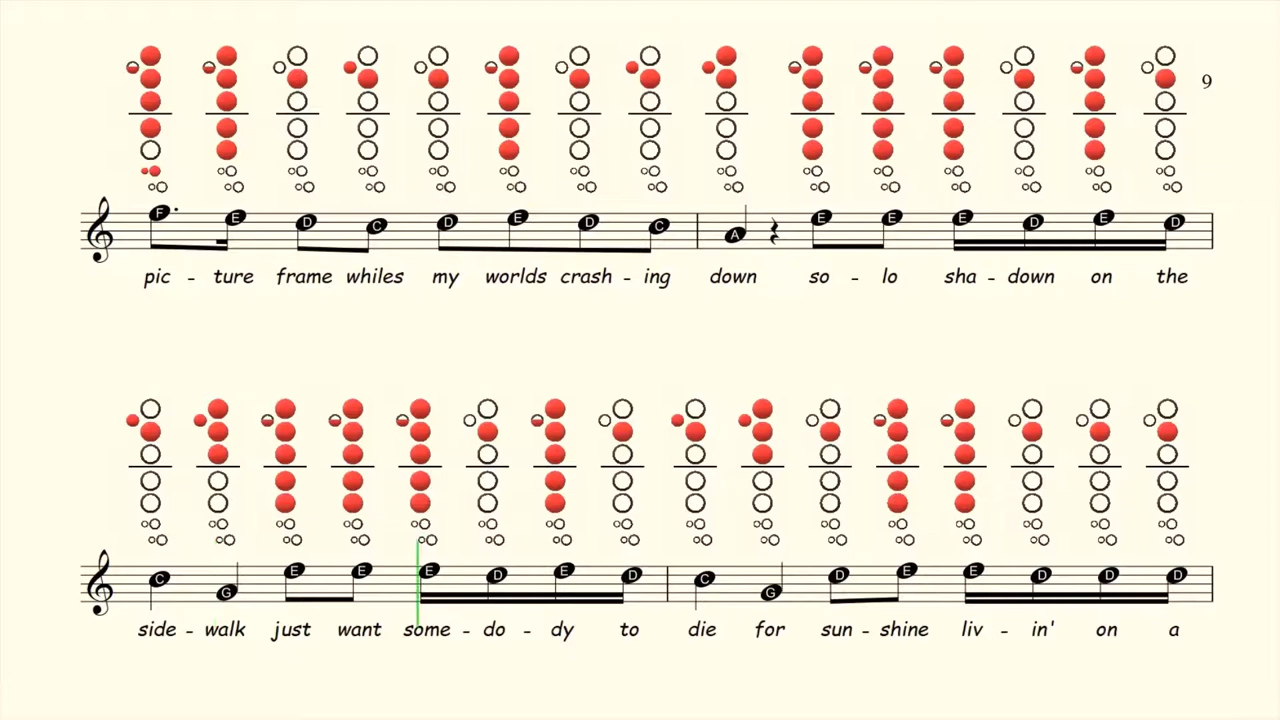 9
F E D C D E D C A E E E D E D
pic - ture frame whiles my worlds crash - ing down so - lo sha - down on the
C G E E E D E D C G D E E D D D
side - walk just want some - do - dy to die for sun - shine liv - in' on a